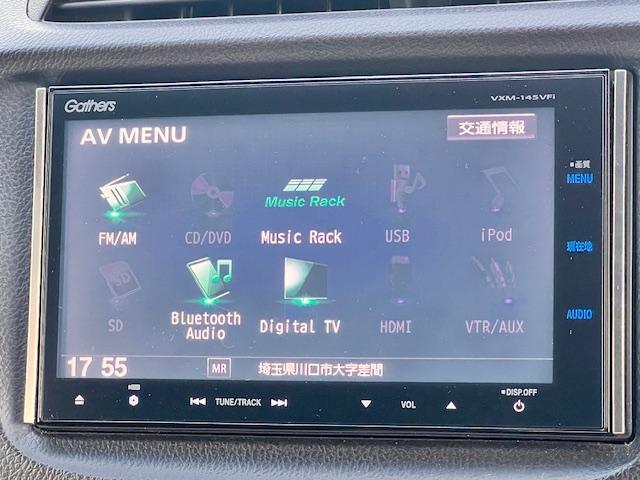 Gathers
VXM-145VFi
AV MENU
交通情報
画質
MENU
Music Rack
FM/AM
CD/DVD
Music Rack
USB
iPod
現在地
SD
SD
Bluetooth
Audio
Digital TV
HDMI
VTR/AUX
AUDIO
17 55
MR
埼玉県川口市大字差間
TUNE/TRACK
VOL
DISP.OFF